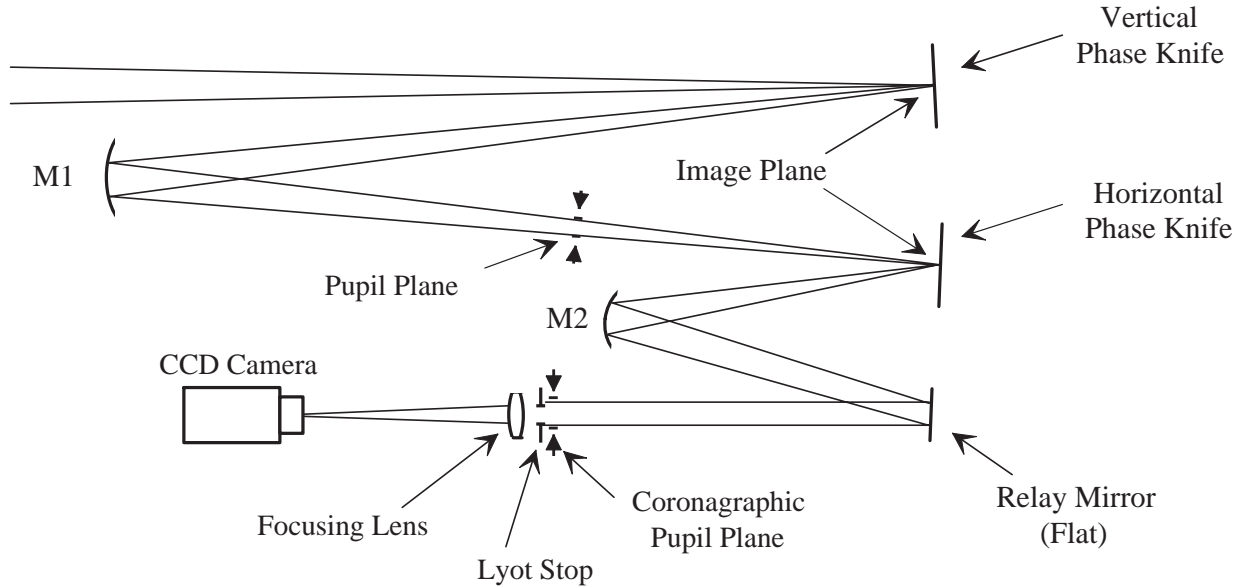 Vertical
Phase Knife
M1
Image Plane
Horizontal
Phase Knife
Pupil Plane
M2
CCD Camera
Focusing Lens
Lyot Stop
Coronagraphic
Pupil Plane
Relay Mirror
(Flat)